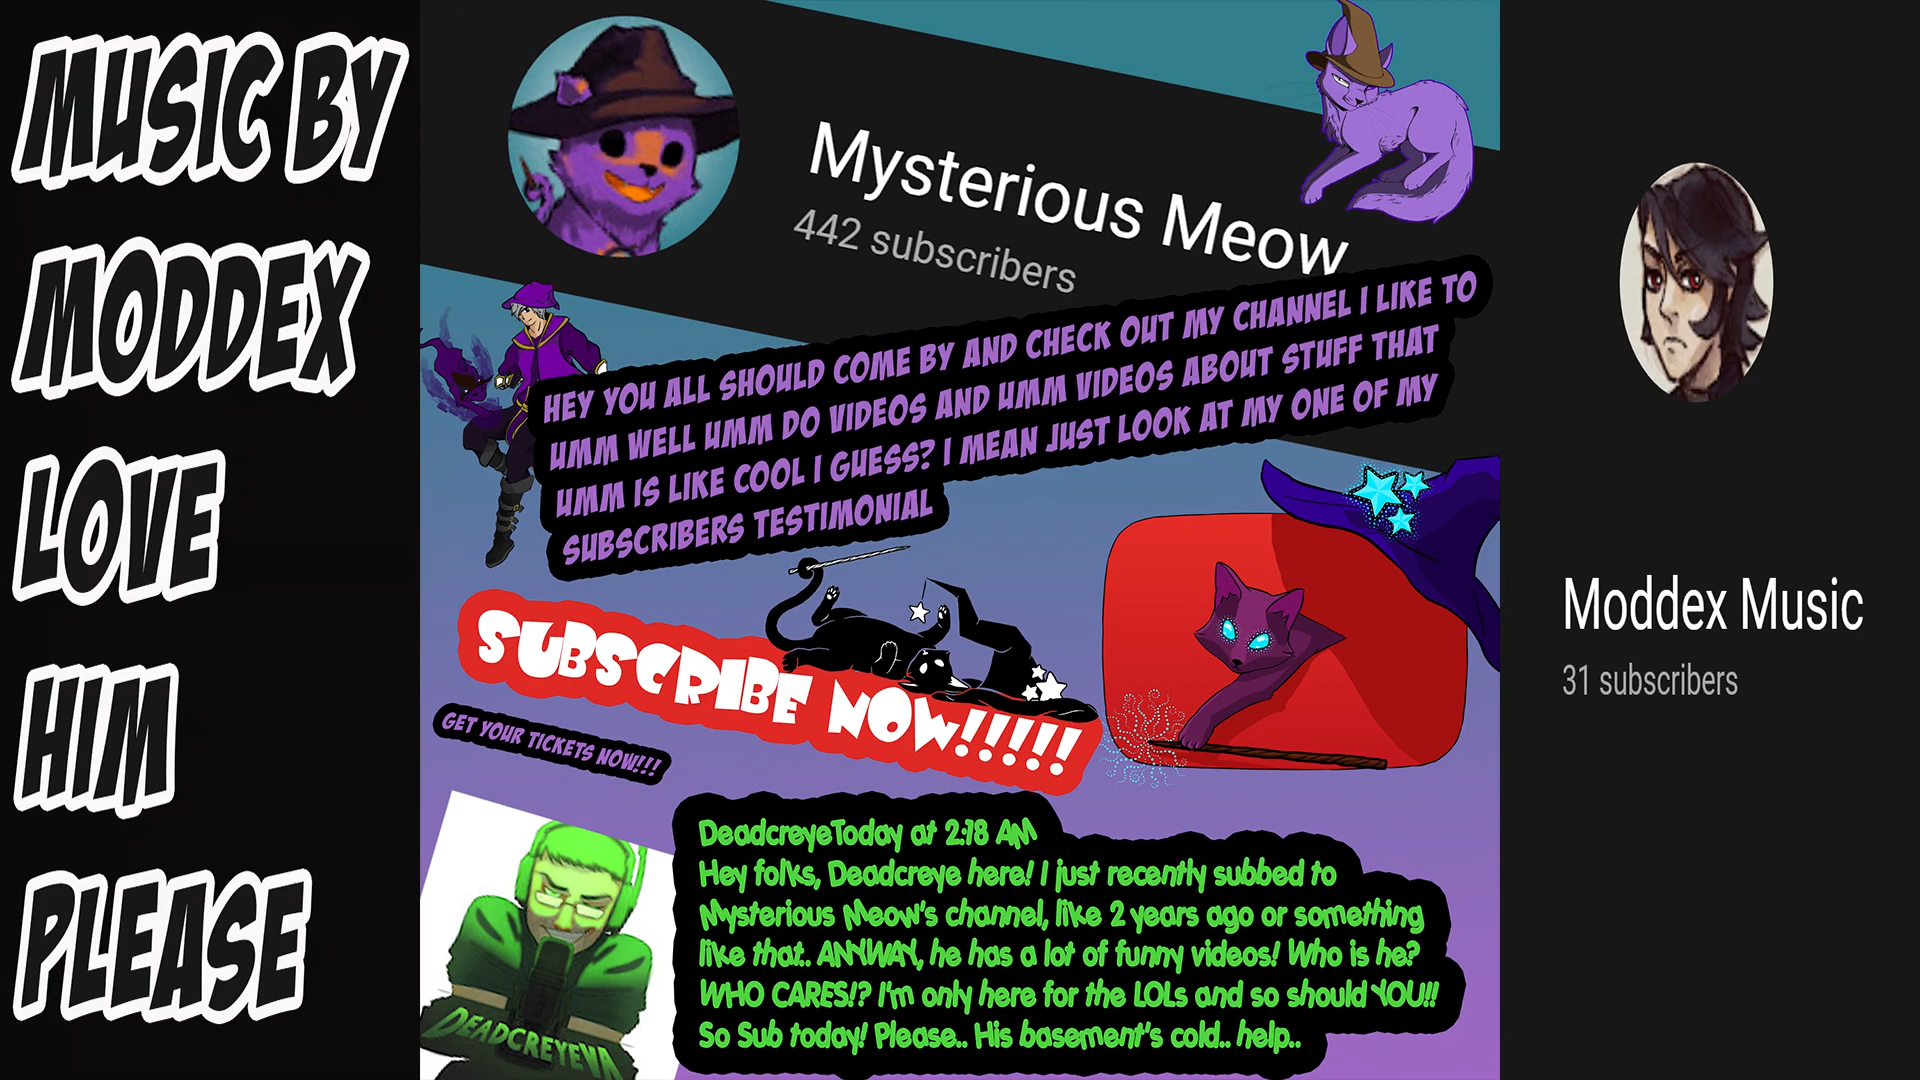 MUSIC BY
MODDEX
LOVE
HIM
PLEASE
Mysterious Meow
442 subscribers
HEY YOU ALL SHOULD COME BY AND CHECK OUT MY CHANNEL I LIKE TO
UMM WELL UMM DO VIDEOS AND UMM VIDEOS ABOUT STUFF THAT
UMM IS LIKE COOL I GUESS? I MEAN JUST LOOK AT MY ONE OF MY
SUBSCRIBERS TESTIMONIAL
SUBSCRIBE NOW!!!!!
GET YOUR TICKETS NOW!!!
DEADCREYEVA
DeadcreyeToday at 2:18 AM
Hey folks, Deadcreye here! I just recently subbed to
Mysterious Meow's channel, like 2 years ago or something
like that.. ANYWAY, he has a lot of funny videos! Who is he?
WHO CARES!? I'm only here for the LOLs and so should YOU!!
So Sub today! Please.. His basement's cold.. help..
Moddex Music
31 subscribers